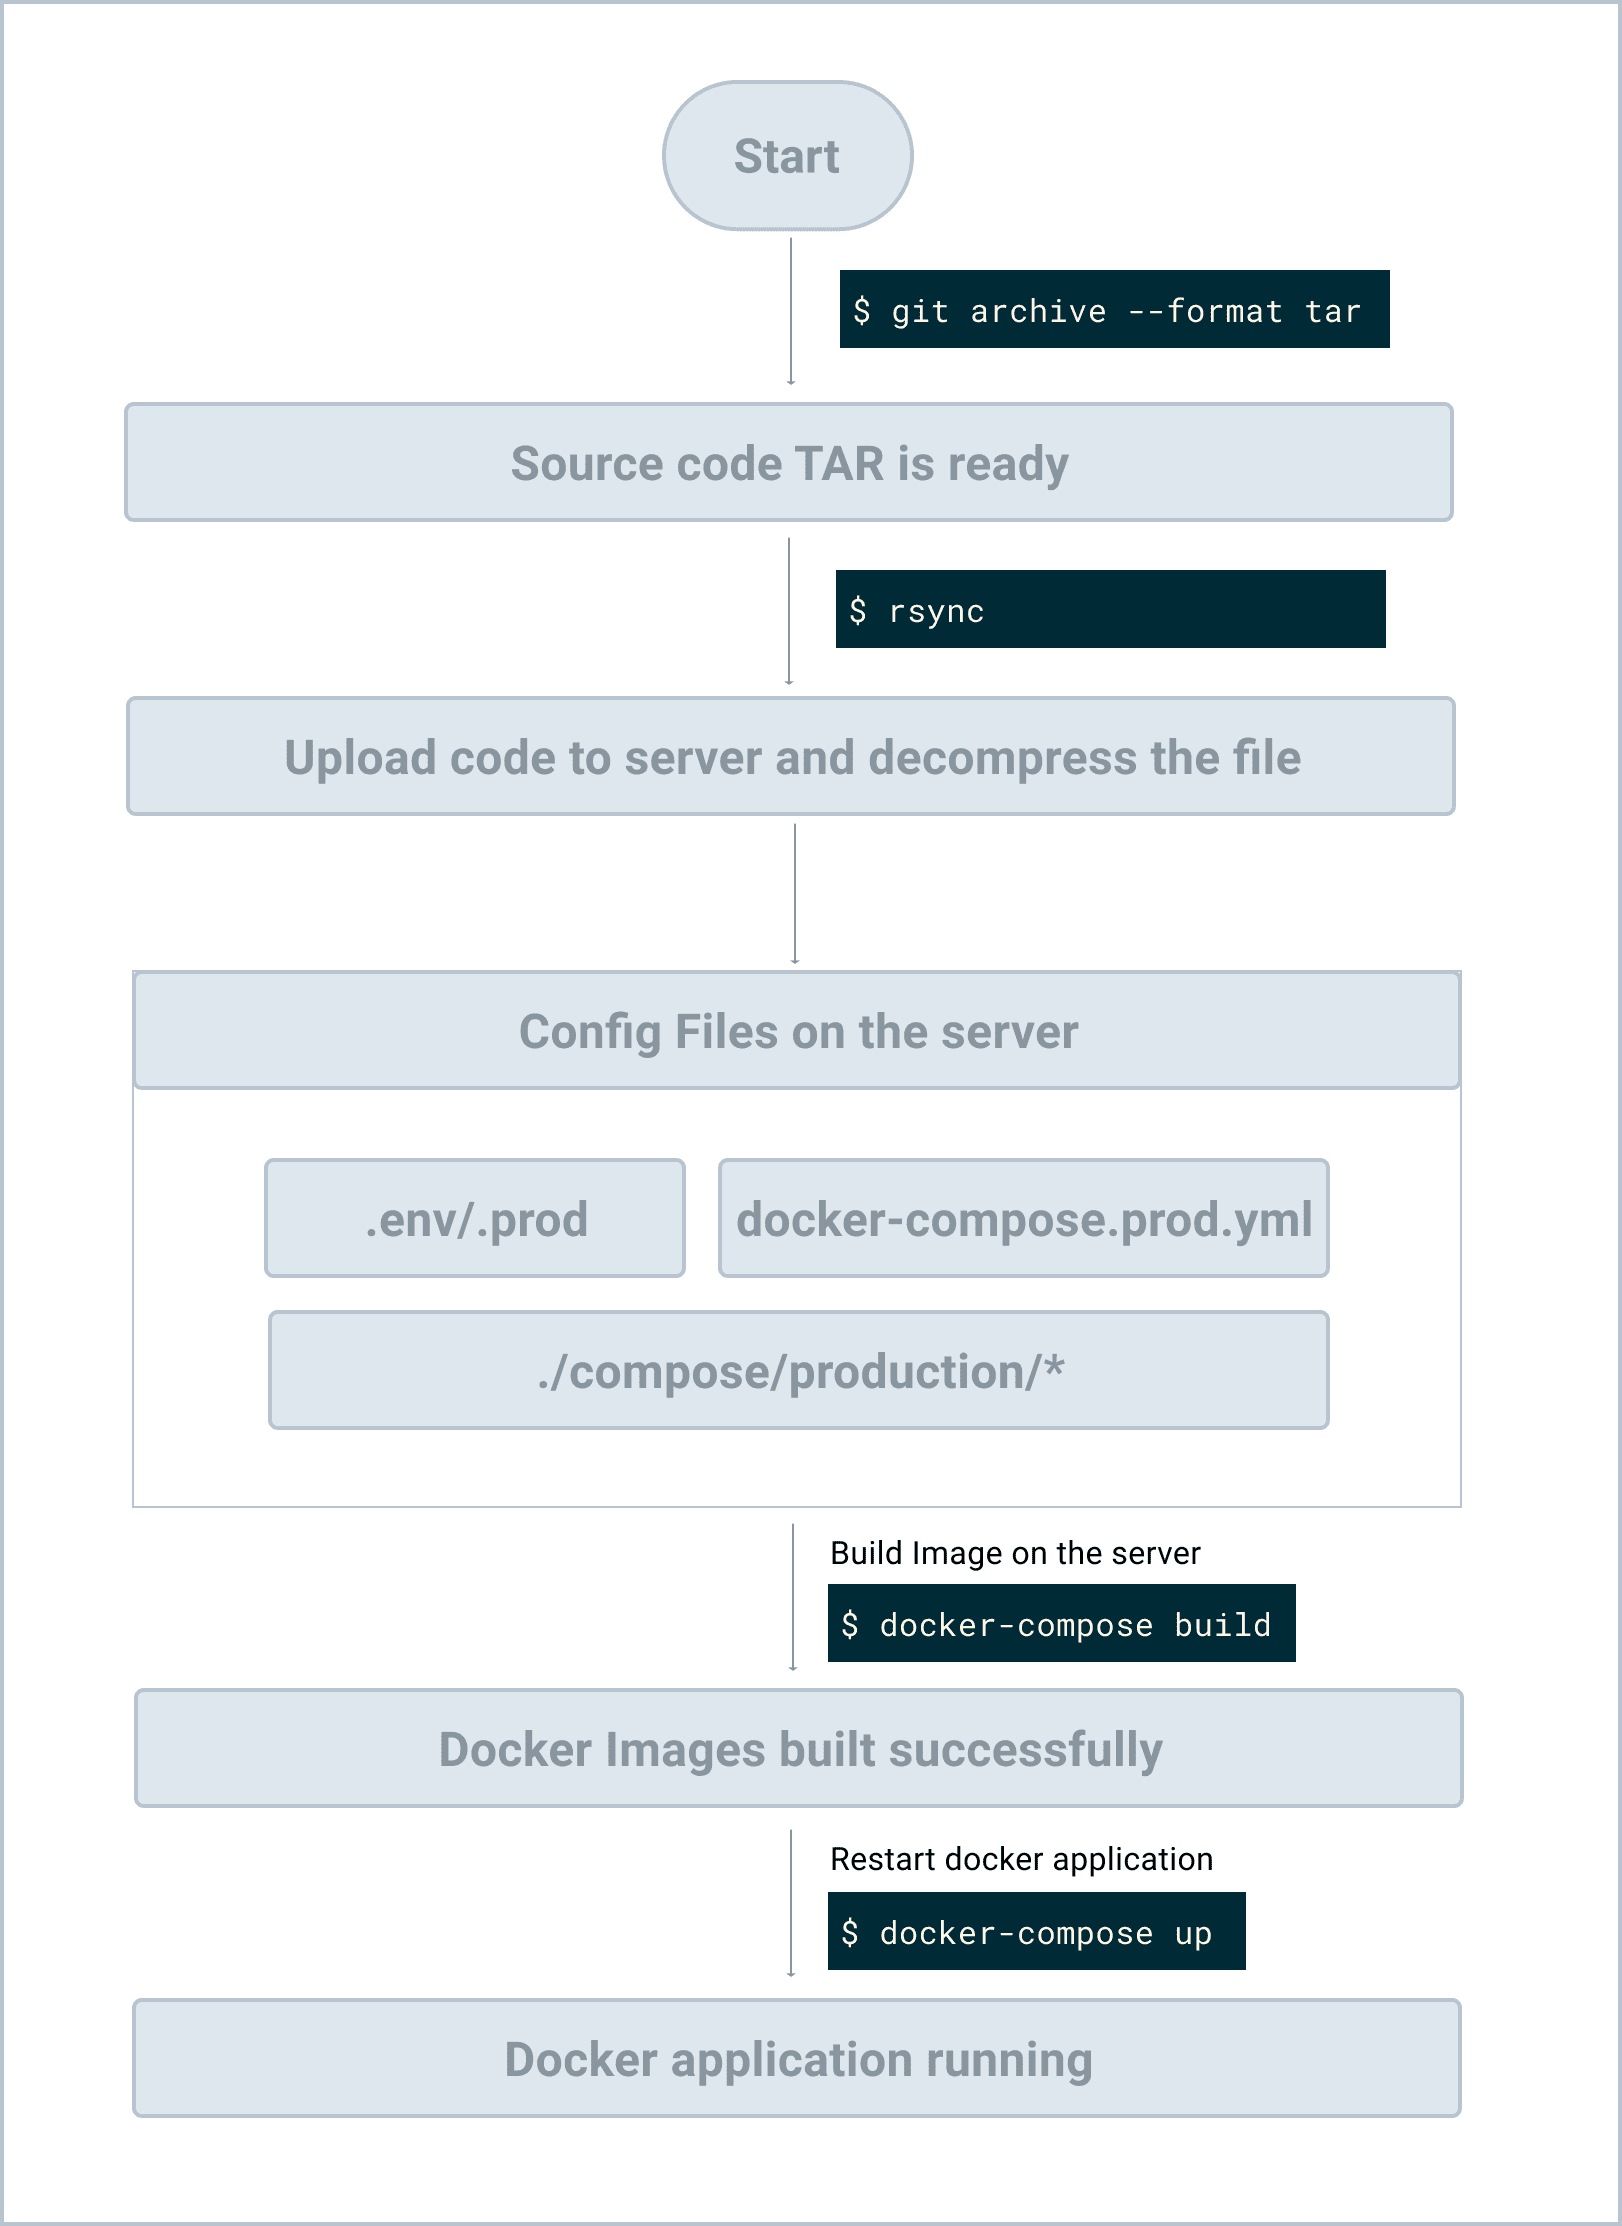 Start
$ git archive --format tar
Source code TAR is ready
$ rsync
Upload code to server and decompress the file
Config Files on the server
.env/.prod
docker-compose.prod.yml
./compose/production/*
Build Image on the server
$ docker-compose build
Docker Images built successfully
Restart docker application
$ docker-compose up
Docker application running